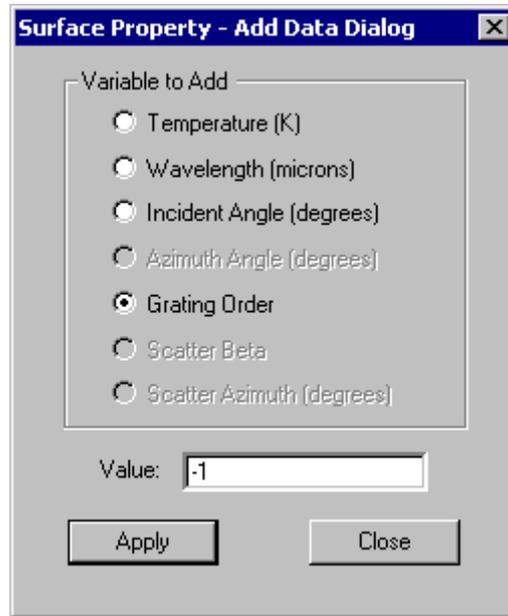 Surface Property - Add Data Dialog
Variable to Add
Temperature (K)
Wavelength (microns)
Incident Angle (degrees)
Azimuth Angle (degrees)
Grating Order
Scatter Beta
Scatter Azimuth (degrees)
Value: -1
Apply Close